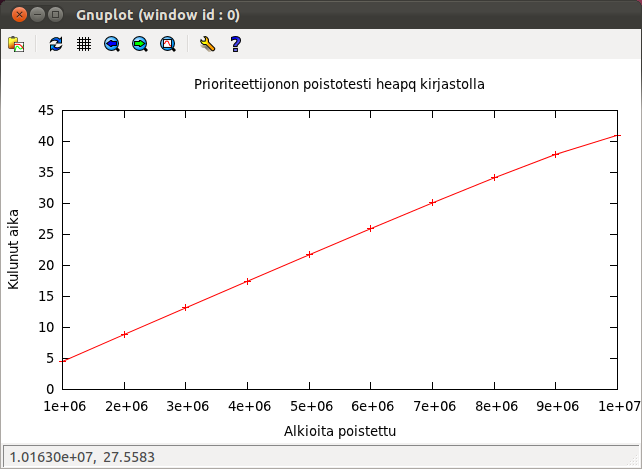 Gnuplot (window id : 0)
Prioriteettijonon poistotesti heapq kirjastolla
45
40
35
30
25
20
15
10
5
0
Kulunut aika
1e+06 2e+06 3e+06 4e+06 5e+06 6e+06 7e+06 8e+06 9e+06 1e+07
Alkioita poistettu
1.01630e+07, 27.5583